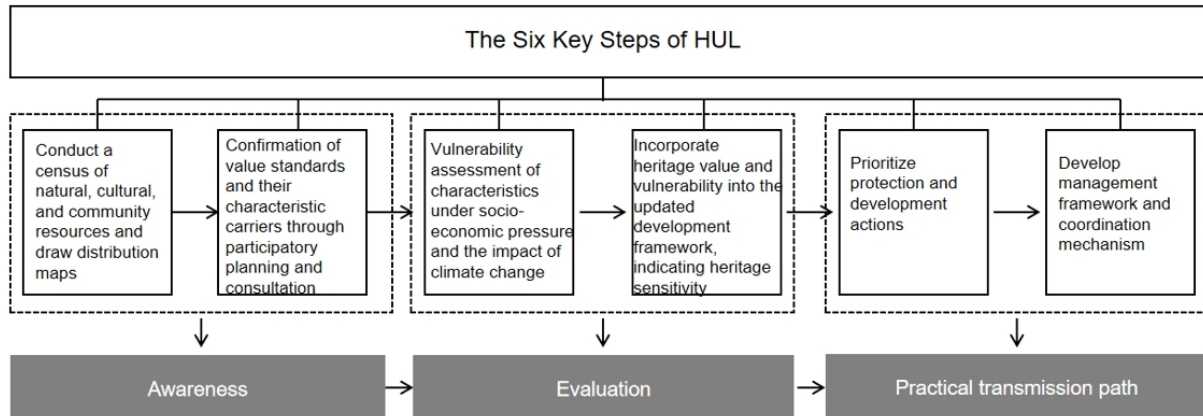 The Six Key Steps of HUL
Conduct a
census of
natural, cultural,
and community
resources and
draw distribution
maps
Confirmation of
value standards
and their
characteristic
carriers through
participatory
planning and
consultation
Vulnerability
assessment of
characteristics
under socio-
economic pressure
and the impact of
climate change
Incorporate
heritage value and
vulnerability into the
updated
development
framework,
indicating heritage
sensitivity
Prioritize
protection and
development
actions
Develop
management
framework and
coordination
mechanism
Awareness
Evaluation
Practical transmission path